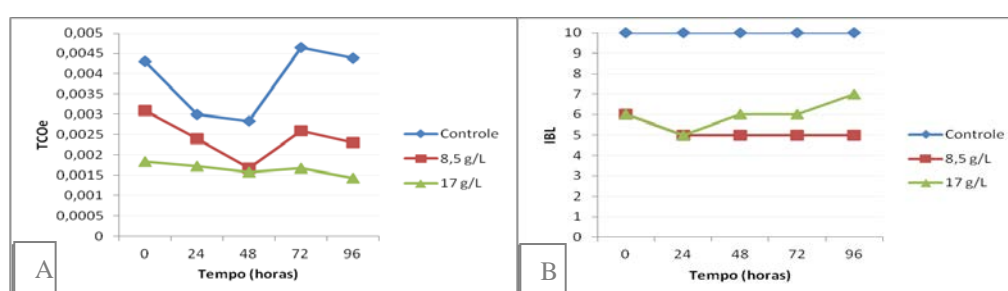 0,005
0,0045
0,004
0,0035
0,003
0,0025
0,002
0,0015
0,001
0,0005
0
TCOe
0 24 48 72 96
Tempo (horas)
Controle
8,5 g/L
17 g/L
A
10
9
8
7
6
5
4
3
2
1
0
IBL
0 24 48 72 96
Tempo (horas)
Controle
8,5 g/L
17 g/L
B